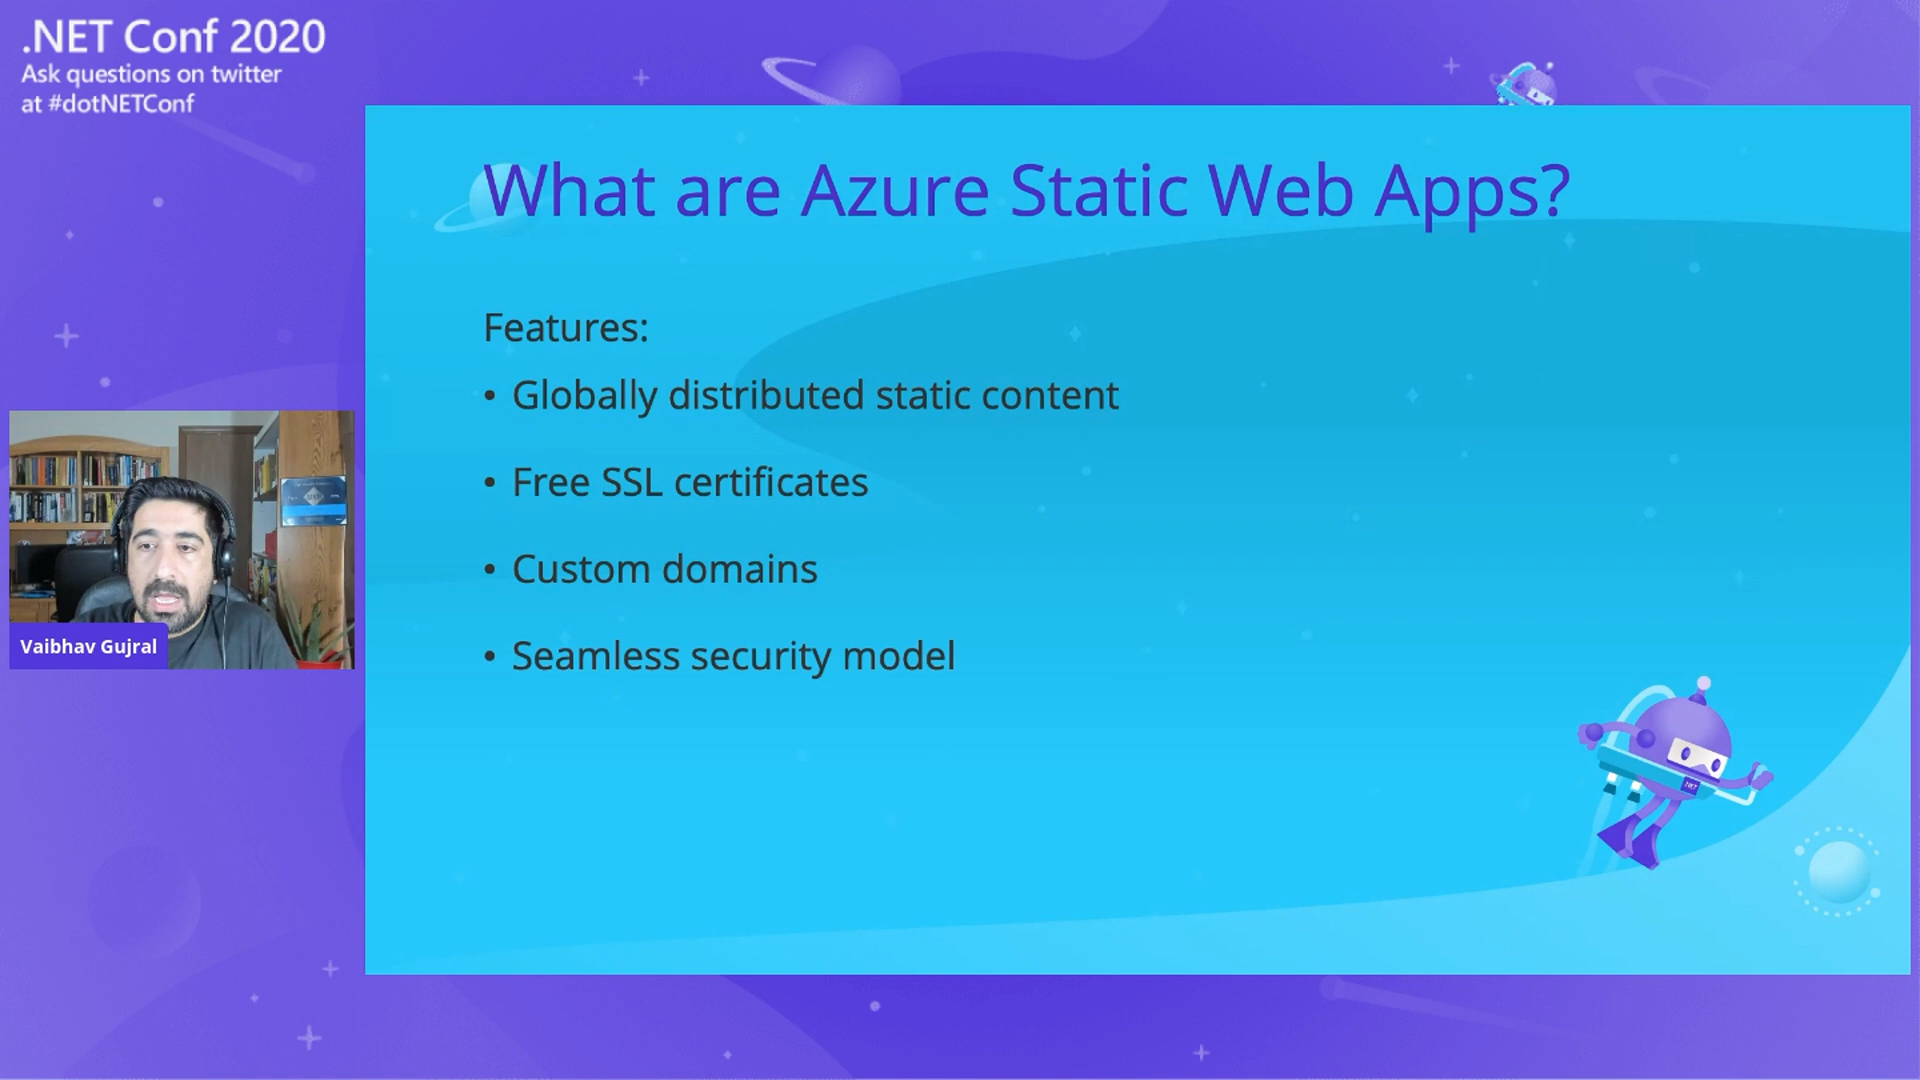 .NET Conf 2020
Ask questions on twitter
at #dotNETConf
What are Azure Static Web Apps?
Features:
• Globally distributed static content
• Free SSL certificates
• Custom domains
• Seamless security model
Vaibhav Gujral
.NET